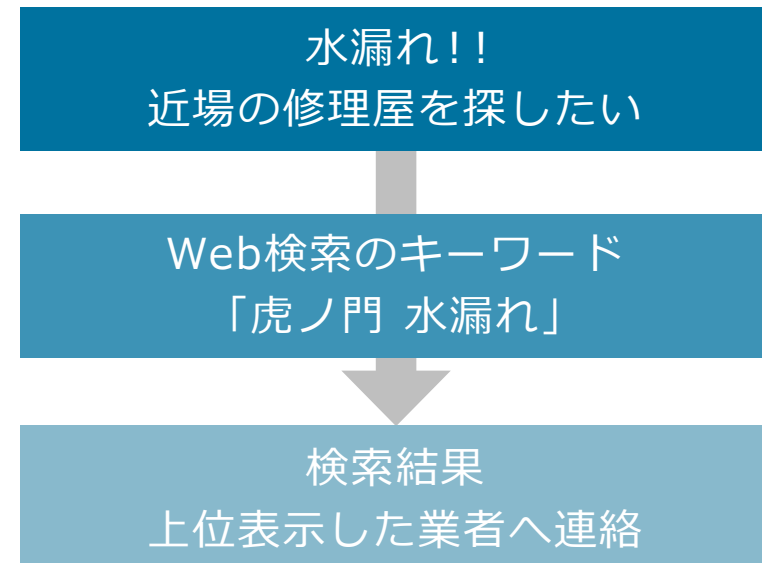 水漏れ!!
近場の修理屋を探したい
Web検索のキーワード
「虎ノ門 水漏れ」
検索結果
上位表示した業者へ連絡